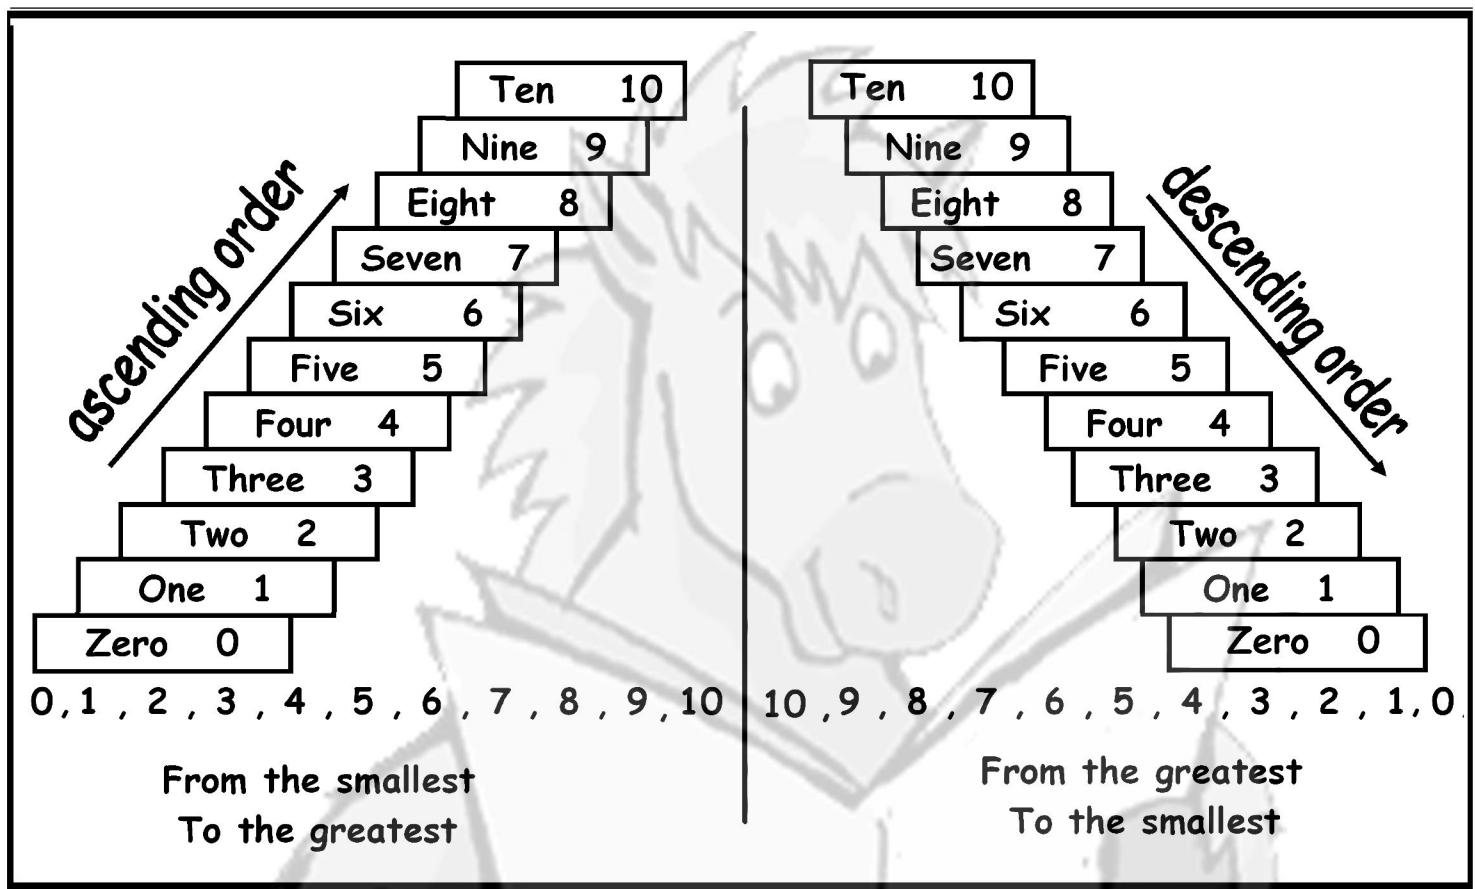 ascending order
Ten 10
Nine 9
Eight 8
Seven 7
Six 6
Five 5
Four 4
Three 3
Two 2
One 1
Zero 0
0,1 , 2 , 3 , 4 , 5 , 6 , 7 , 8 , 9 , 10
From the smallest
To the greatest
descending order
Ten 10
Nine 9
Eight 8
Seven 7
Six 6
Five 5
Four 4
Three 3
Two 2
One 1
Zero 0
10 , 9 , 8 , 7 , 6 , 5 , 4 , 3 , 2 , 1, 0.
From the greatest
To the smallest